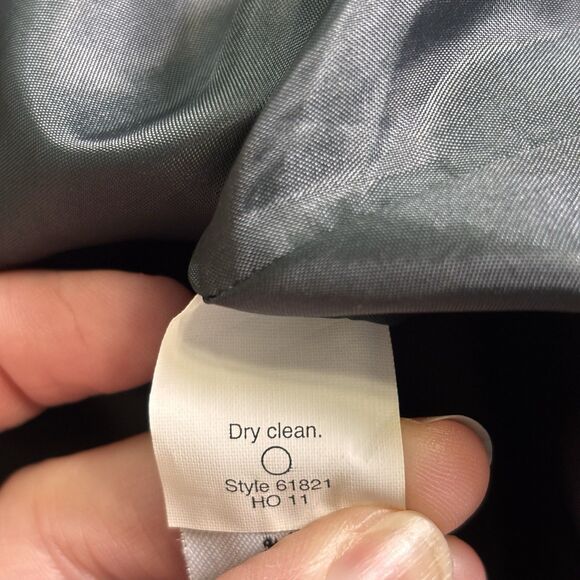 Dry clean.
Style 61821
HO 11